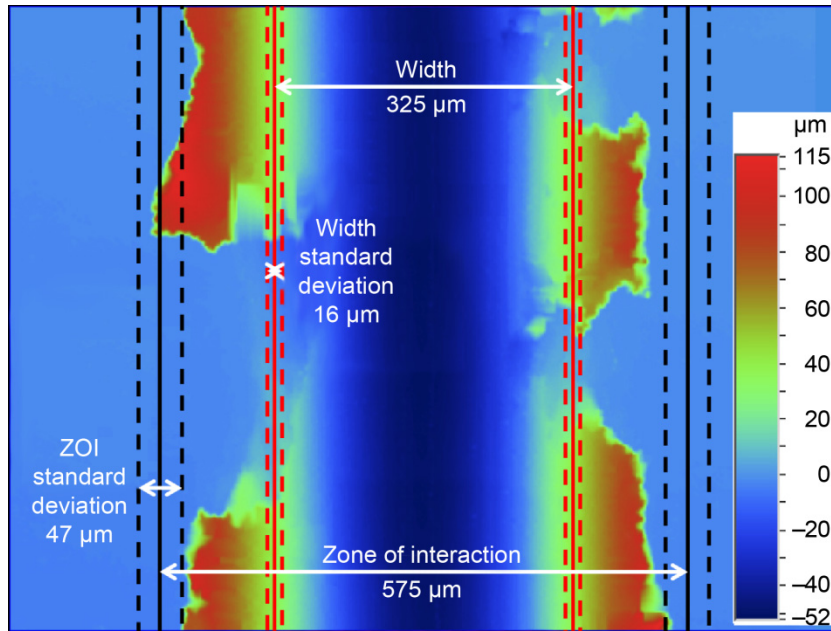 Width
325 µm
µm
115
100
80
60
40
20
0
–20
–40
–52
Width
standard
deviation
16 µm
ZOI
standard
deviation
47 µm
Zone of interaction
575 µm